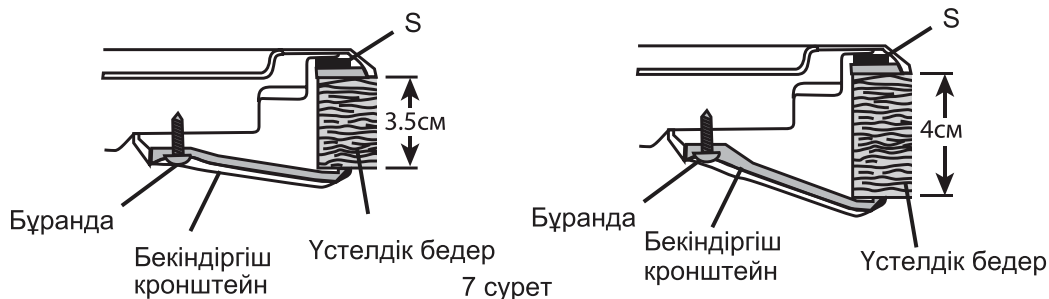 S
3.5см
Бұранда
Бекіндіргіш
кронштейн
Үстелдік бедер
S
4см
Бұранда
Бекіндіргіш
кронштейн
Үстелдік бедер
7 сурет